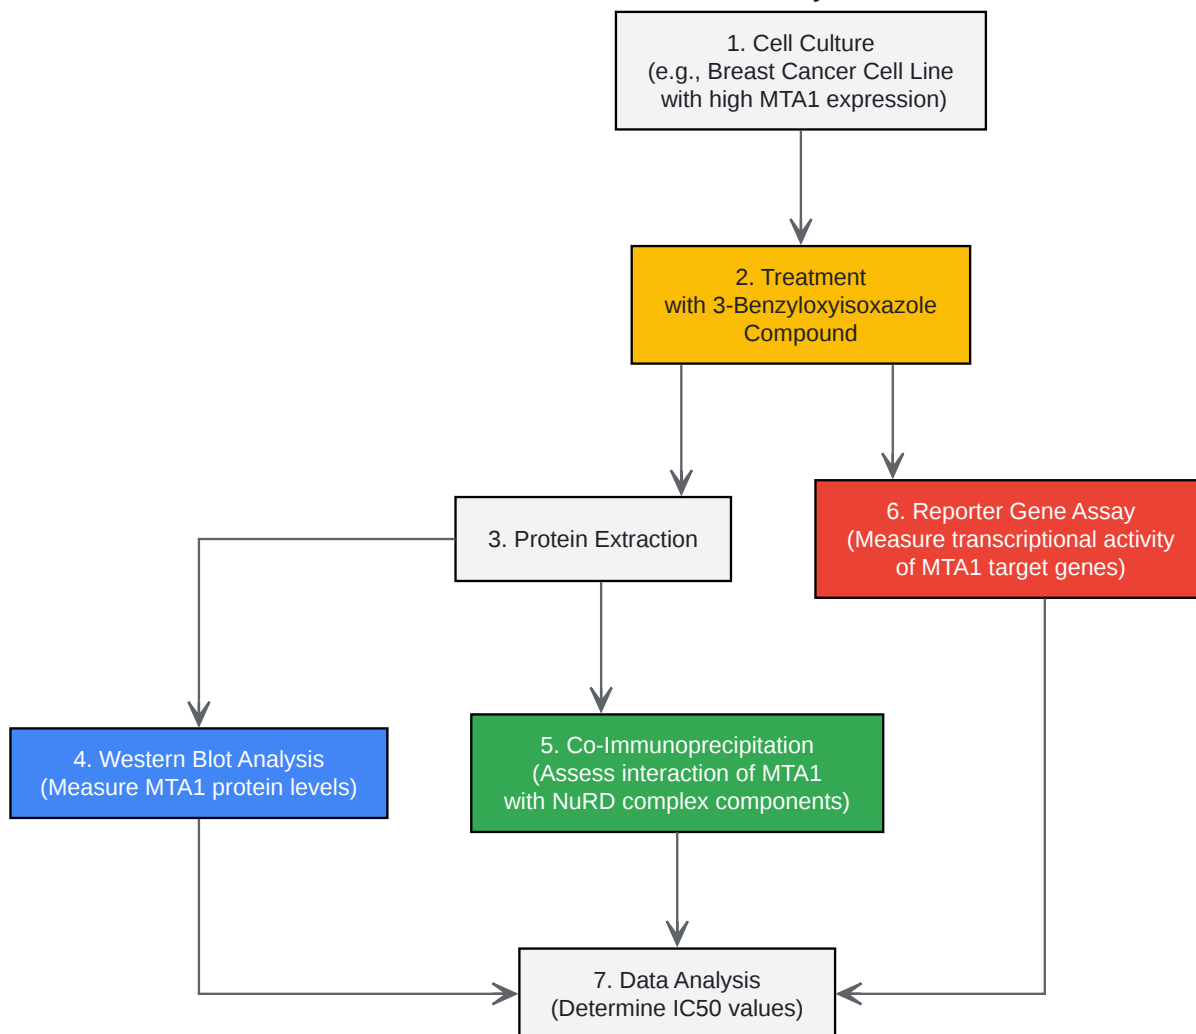 1. Cell Culture
(e.g., Breast Cancer Cell Line
with high MTA1 expression)
2. Treatment
with 3-Benzyloxyisoxazole
Compound
3. Protein Extraction
6. Reporter Gene Assay
(Measure transcriptional activity
of MTA1 target genes)
4. Western Blot Analysis
(Measure MTA1 protein levels)
5. Co-Immunoprecipitation
(Assess interaction of MTA1
with NuRD complex components)
7. Data Analysis
(Determine IC50 values)